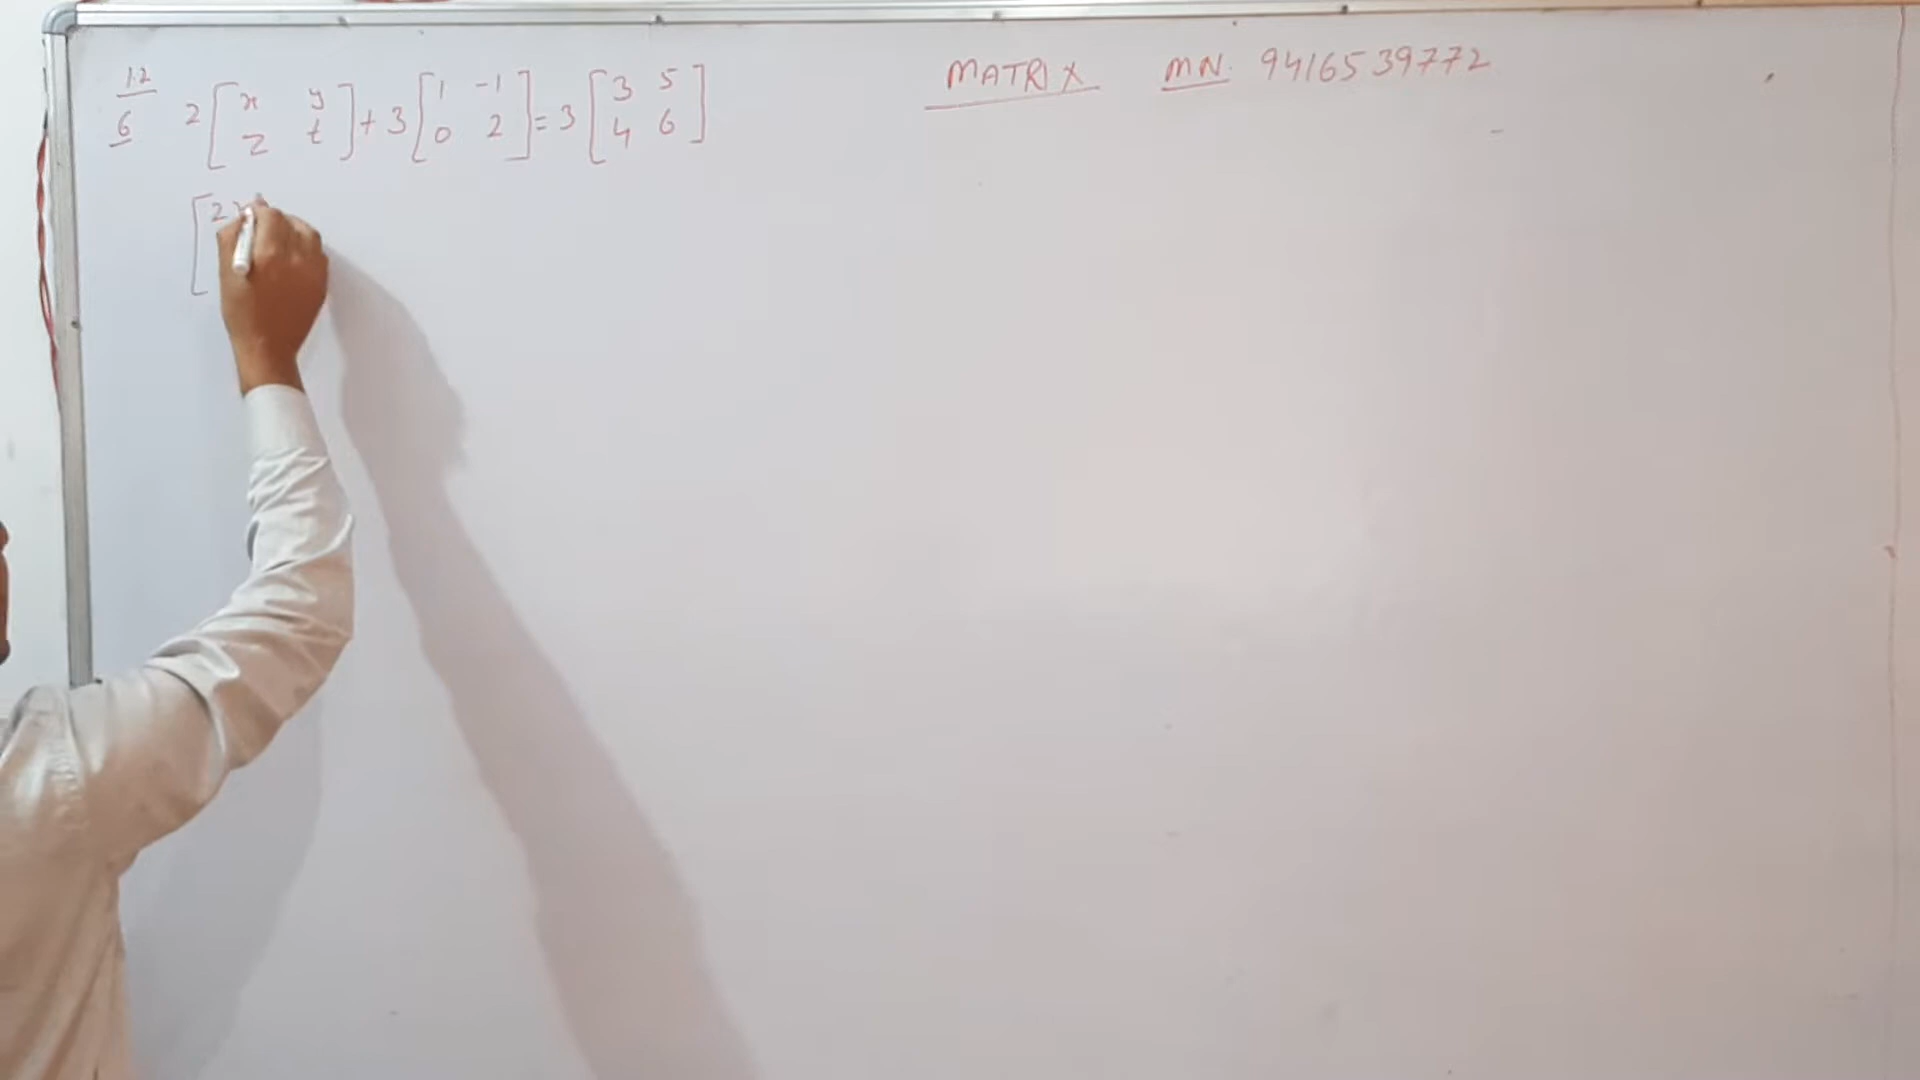 12/6 2[x y; z t] + 3[1 -1; 0 2] = 3[3 5; 4 6]
MATRIX MN. 9416539772
[2x